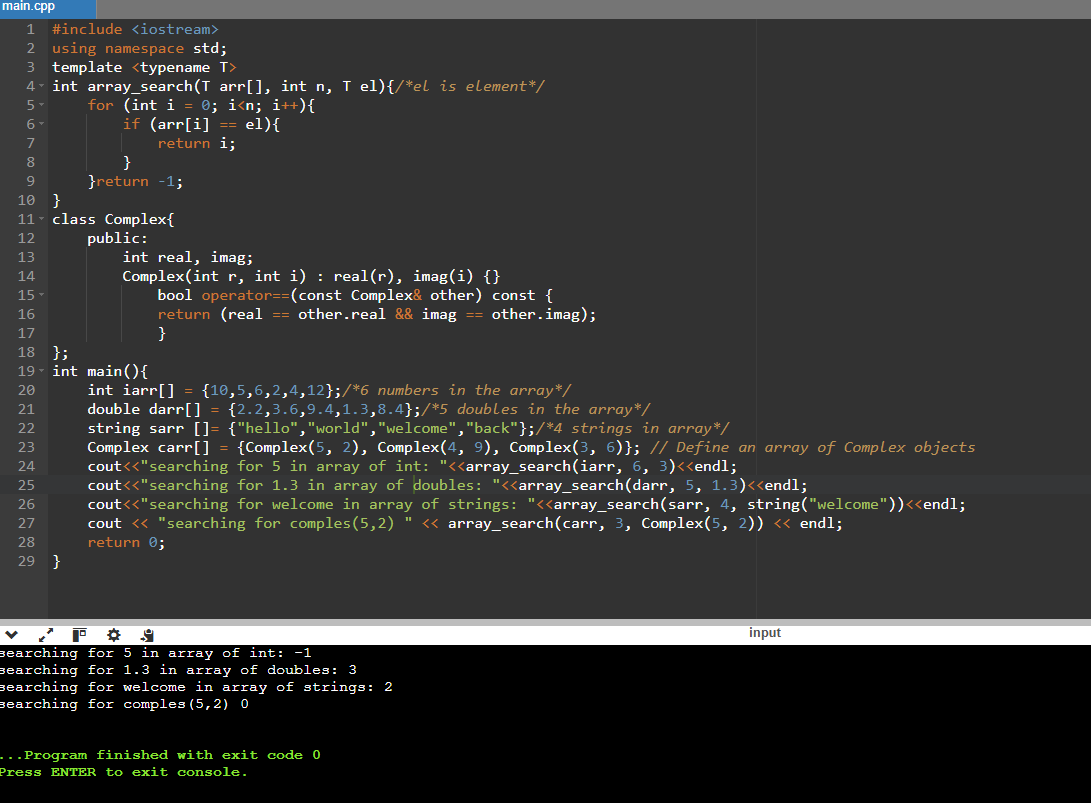 main.cpp
1 #include <iostream>
2 using namespace std;
3 template <typename T>
4 int array_search(T arr[], int n, T el){/*el is element*/
5     for (int i = 0; i<n; i++){
6         if (arr[i] == el){
7             return i;
8         }
9     }return -1;
10 }
11 class Complex{
12     public:
13         int real, imag;
14         Complex(int r, int i) : real(r), imag(i) {}
15             bool operator==(const Complex& other) const {
16             return (real == other.real && imag == other.imag);
17             }
18 };
19 int main(){
20     int iarr[] = {10,5,6,2,4,12};/*6 numbers in the array*/
21     double darr[] = {2.2,3.6,9.4,1.3,8.4};/*5 doubles in the array*/
22     string sarr []= {"hello","world","welcome","back"};/*4 strings in array*/
23     Complex carr[] = {Complex(5, 2), Complex(4, 9), Complex(3, 6)}; // Define an array of Complex objects
24     cout<<"searching for 5 in array of int: "<<array_search(iarr, 6, 3)<<endl;
25     cout<<"searching for 1.3 in array of doubles: "<<array_search(darr, 5, 1.3)<<endl;
26     cout<<"searching for welcome in array of strings: "<<array_search(sarr, 4, string("welcome"))<<endl;
27     cout << "searching for comples(5,2) " << array_search(carr, 3, Complex(5, 2)) << endl;
28     return 0;
29 }
input
searching for 5 in array of int: -1
searching for 1.3 in array of doubles: 3
searching for welcome in array of strings: 2
searching for comples(5,2) 0
...Program finished with exit code 0
Press ENTER to exit console.